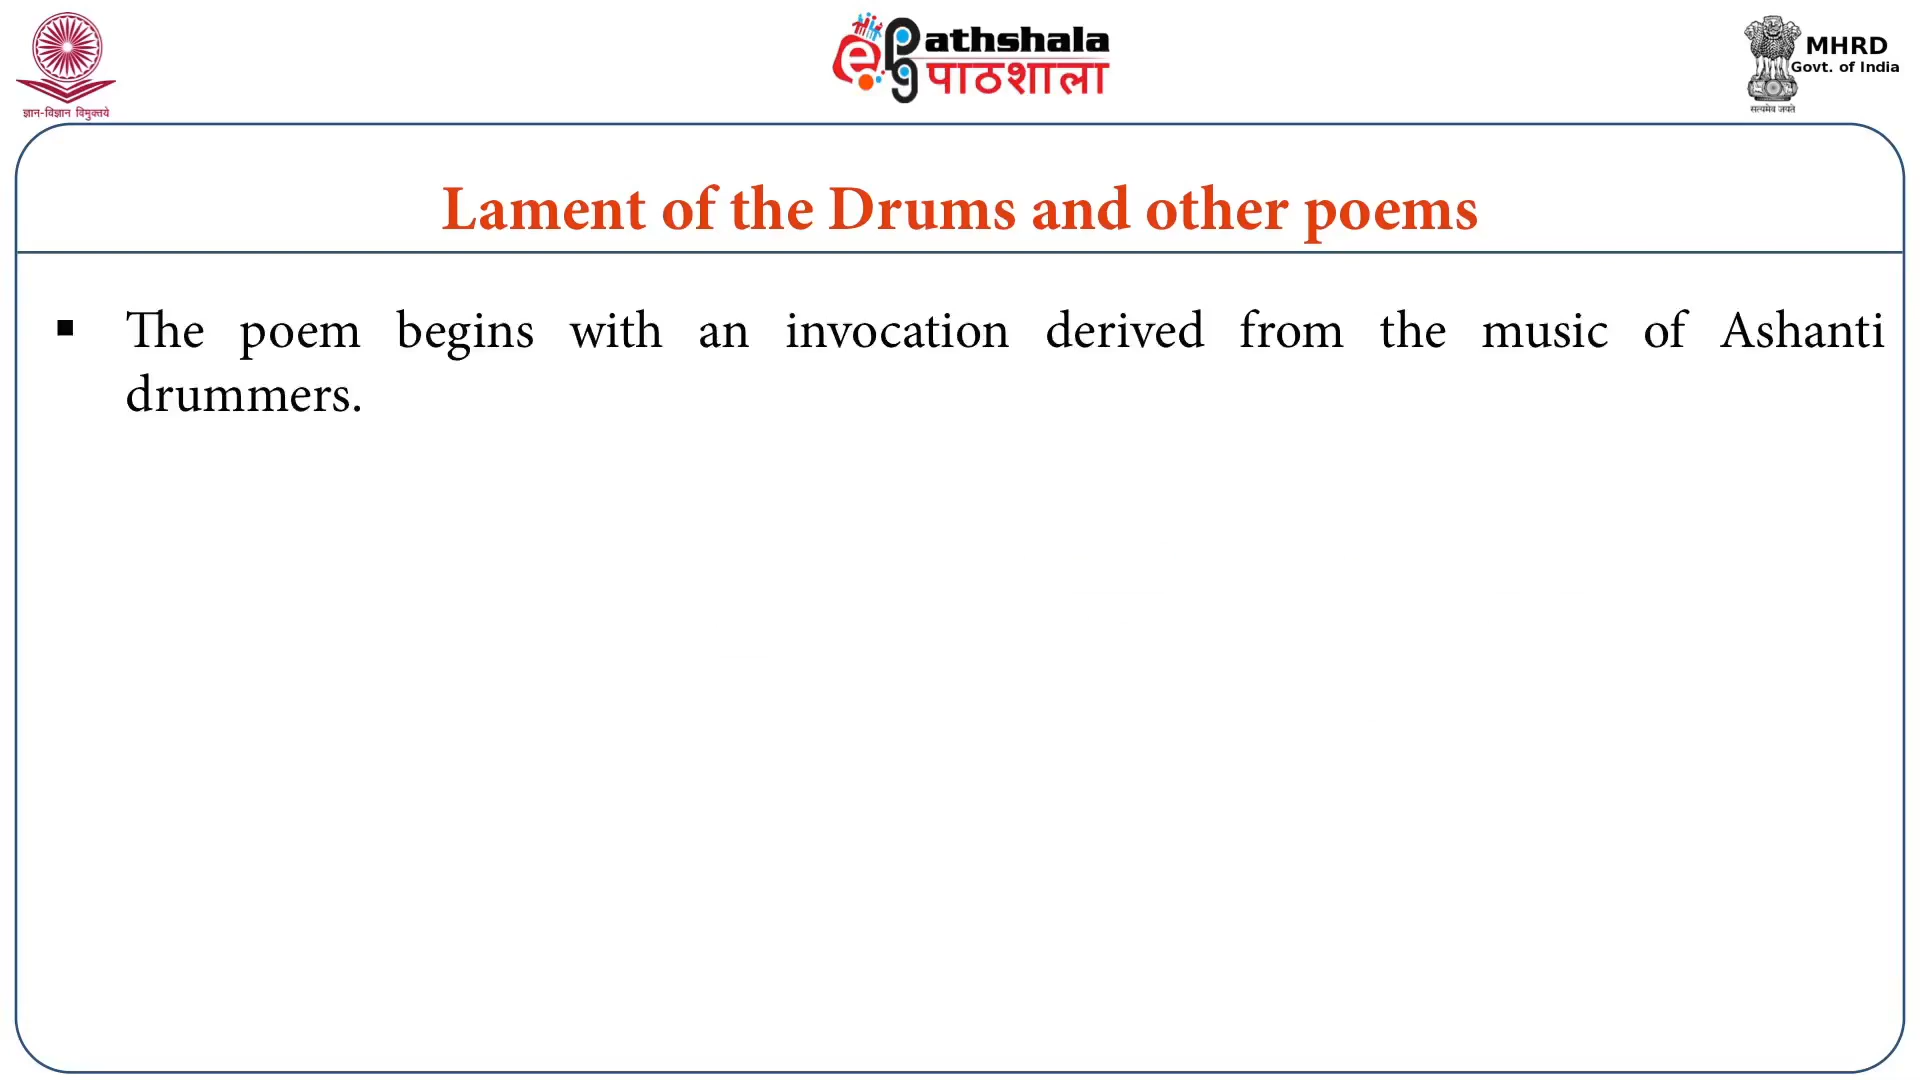 ज्ञान-विज्ञान विमुक्तये
ePG Pathshala
पाठशाला
MHRD
Govt. of India
सत्यमेव जयते
Lament of the Drums and other poems
▪ The poem begins with an invocation derived from the music of Ashanti
drummers.